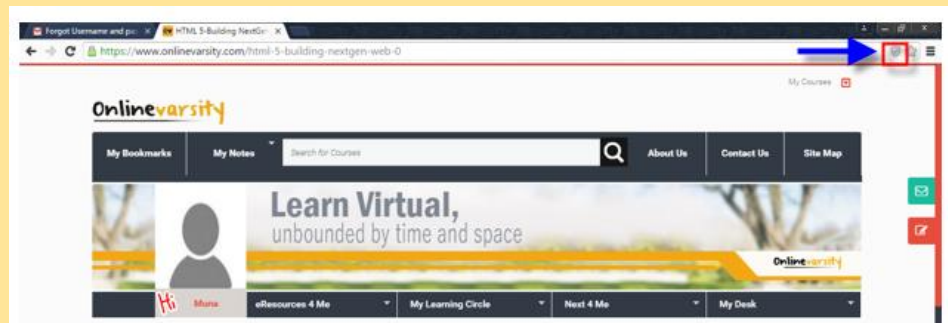 Forgot Username and pas
HTML 5-Building NextGen
https://www.onlinevarsity.com/html-5-building-nextgen-web-0
My Courses
Onlinevarsity
My Bookmarks
My Notes
Search for Courses
About Us
Contact Us
Site Map
Learn Virtual,
unbounded by time and space
Onlinevarsity
Hi Muna
eResources 4 Me
My Learning Circle
Next 4 Me
My Desk